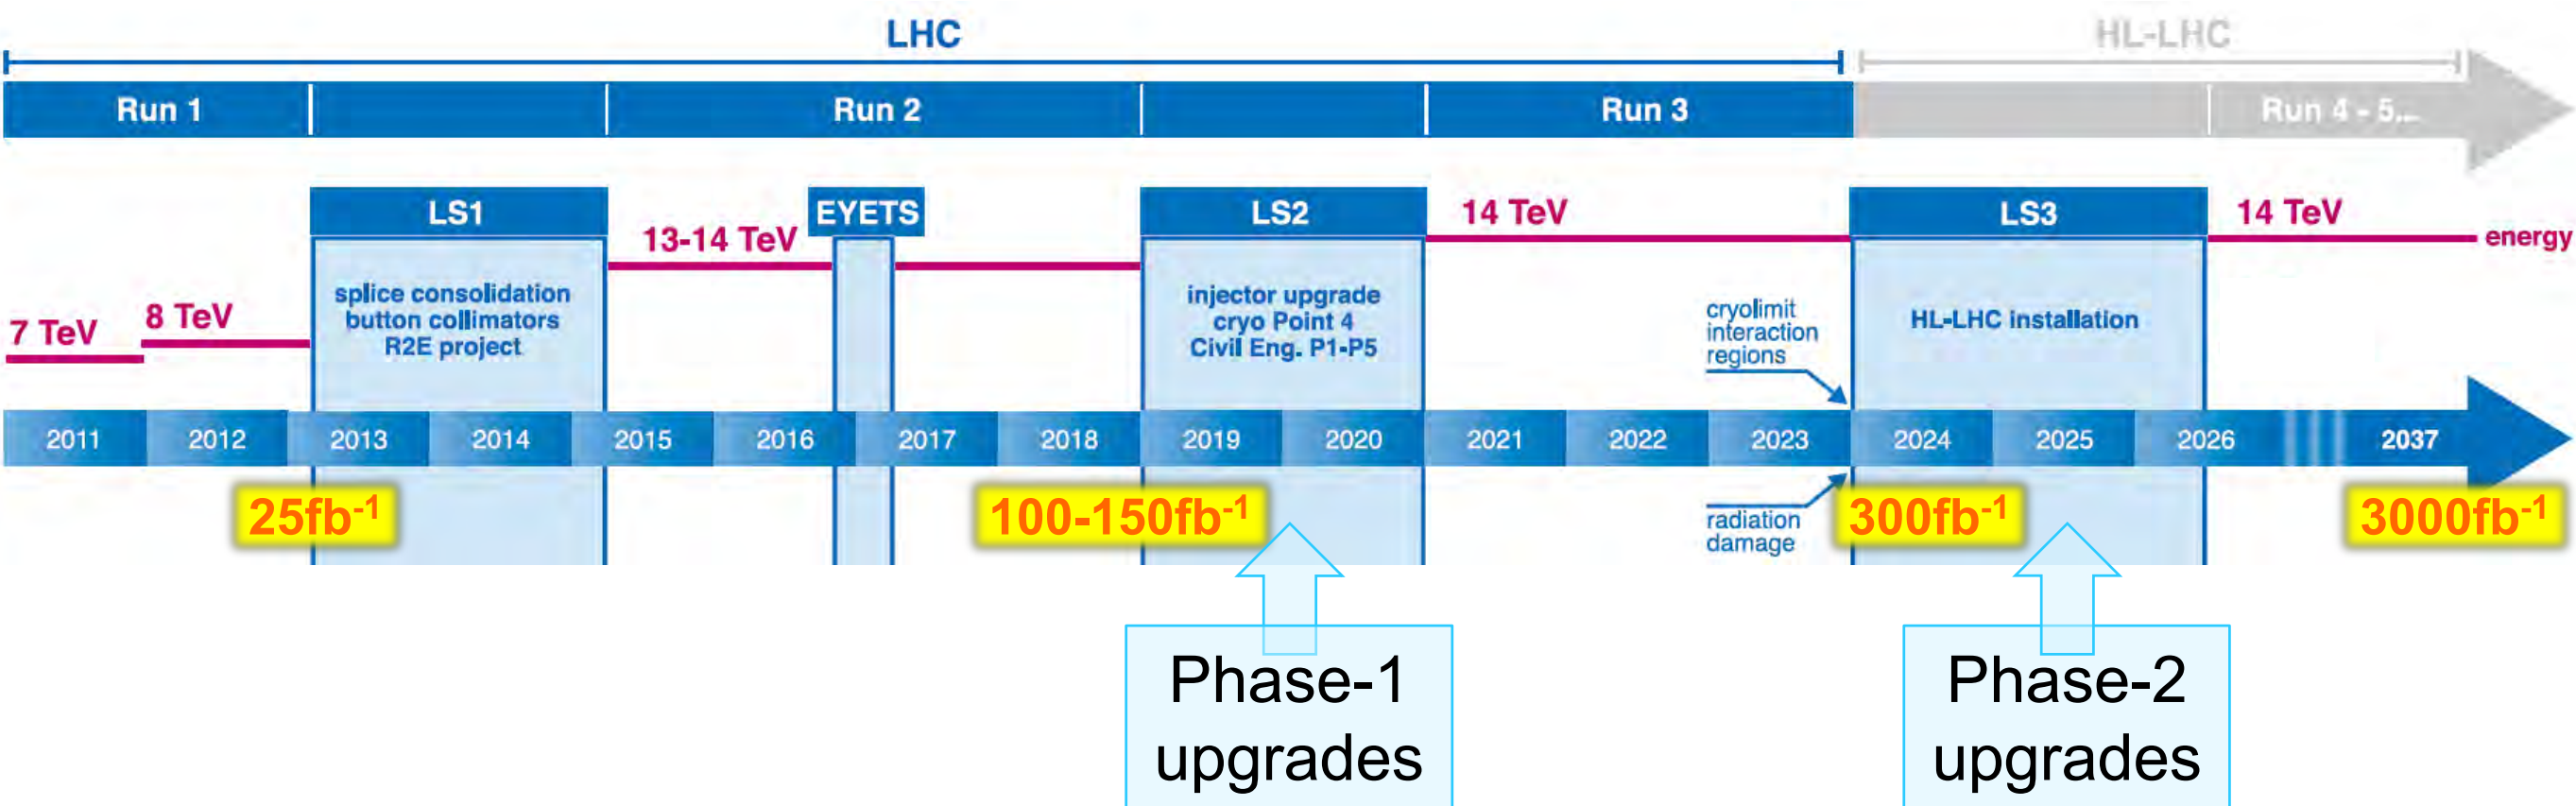 LHC
HL-LHC
Run 1
Run 2
Run 3
Run 4 - 5...
LS1
EYETS
LS2
14 TeV
LS3
14 TeV
13-14 TeV
energy
splice consolidation
button collimators
R2E project
injector upgrade
cryo Point 4
Civil Eng. P1-P5
cryolimit
interaction
regions
HL-LHC installation
7 TeV
8 TeV
2011
2012
2013
2014
2015
2016
2017
2018
2019
2020
2021
2022
2023
2024
2025
2026
2037
25fb-1
100-150fb-1
radiation
damage
300fb-1
3000fb-1
Phase-1
upgrades
Phase-2
upgrades